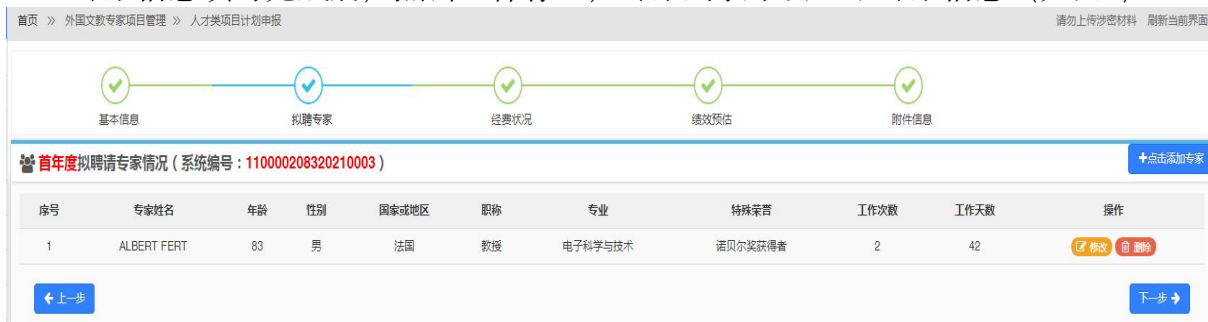 首页 》 外国文教专家项目管理 》 人才类项目计划申报 请勿上传涉密材料 刷新当前界面
基本信息 拟聘专家 经费状况 绩效预估 附件信息
首年度拟聘请专家情况（系统编号：110000208320210003） +点击添加专家
序号 专家姓名 年龄 性别 国家或地区 职称 专业 特殊荣誉 工作次数 工作天数 操作
1 ALBERT FERT 83 男 法国 教授 电子科学与技术 诺贝尔奖获得者 2 42 修改 删除
上一步 下一步